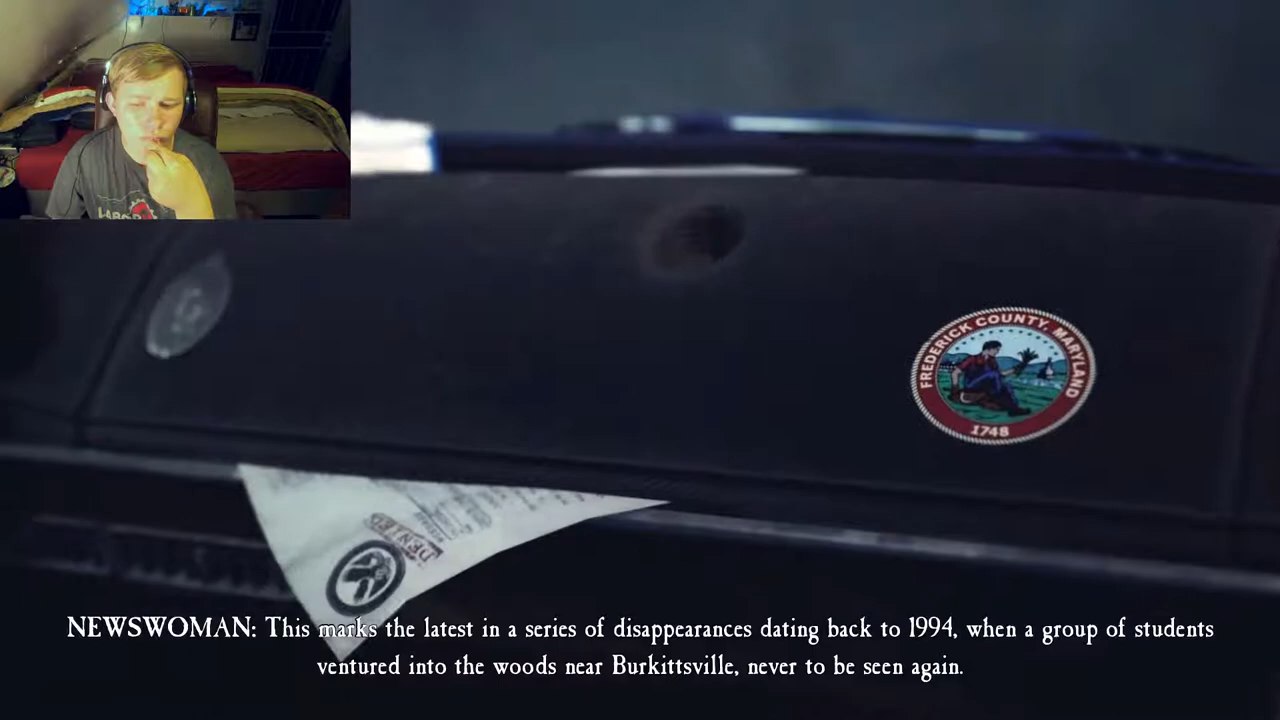 LABO
FREDERICK COUNTY, MARYLAND
1748
DENIED
NEWSWOMAN: This marks the latest in a series of disappearances dating back to 1994, when a group of students
ventured into the woods near Burkittsville, never to be seen again.